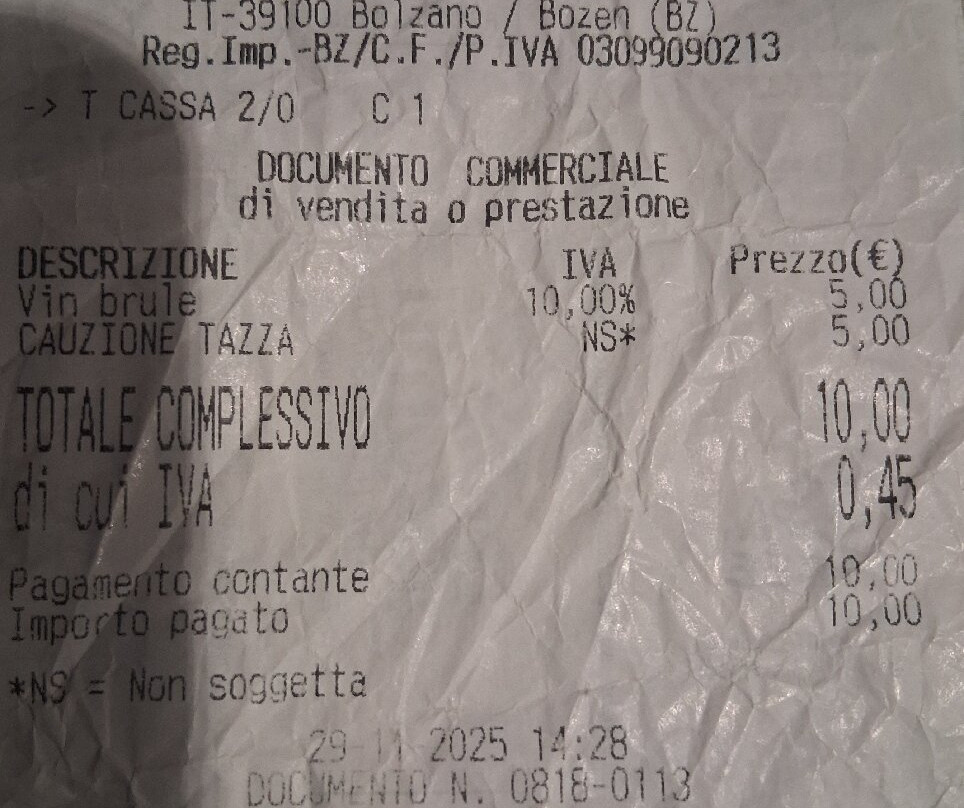 IT-39100 Bolzano / Bozen (BZ)
Reg.Imp.-BZ/C.F./P.IVA 03099090213
-> T CASSA 2/0 C 1
DOCUMENTO COMMERCIALE
di vendita o prestazione
DESCRIZIONE IVA Prezzo(€)
Vin brule 10,00% 5,00
CAUZIONE TAZZA NS* 5,00
TOTALE COMPLESSIVO 10,00
di cui IVA 0,45
Pagamento contante 10,00
Importo pagato 10,00
*NS = Non soggetta
29-11-2025 14:28
DOCUMENTO N. 0818-0113